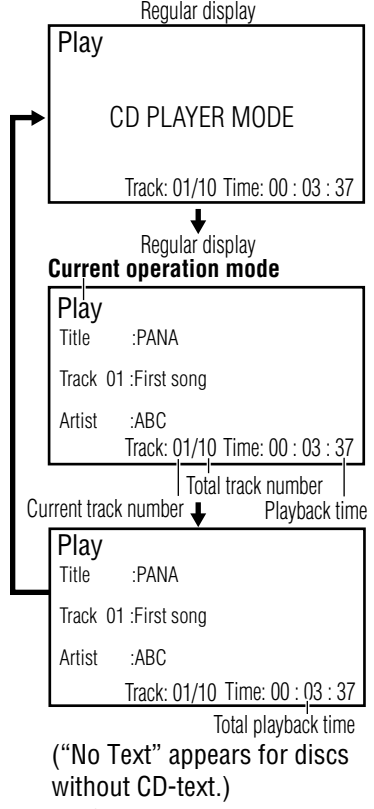 Regular display
Play
CD PLAYER MODE
Track: 01/10 Time: 00 : 03 : 37
Regular display
Current operation mode
Play
Title :PANA
Track 01 :First song
Artist :ABC
Track: 01/10 Time: 00 : 03 : 37
Total track number
Current track number
Playback time
Play
Title :PANA
Track 01 :First song
Artist :ABC
Track: 01/10 Time: 00 : 03 : 37
Total playback time
(“No Text” appears for discs
without CD-text.)